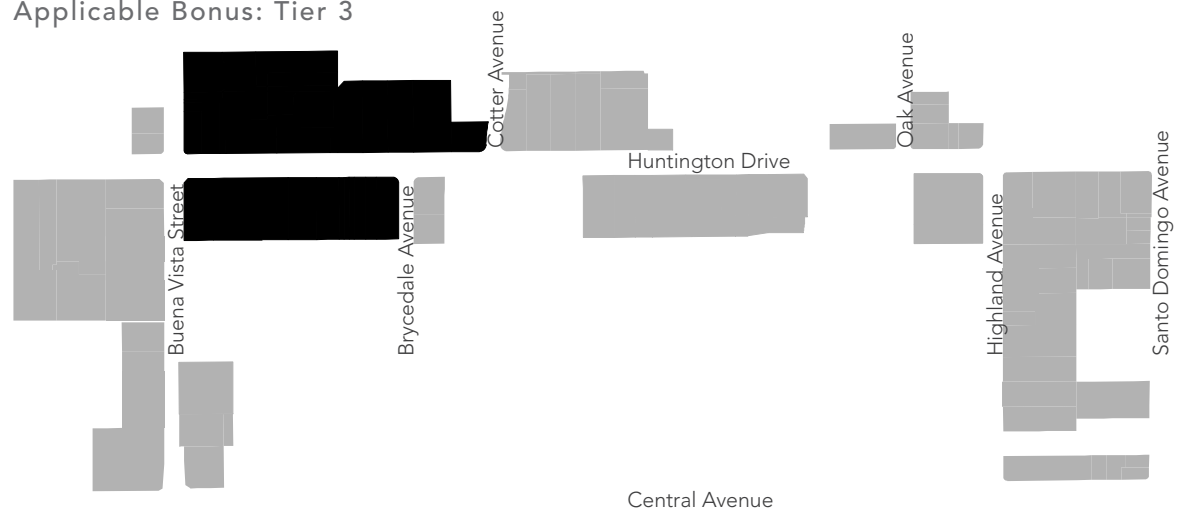 Applicable Bonus: Tier 3
Cotter Avenue
Oak Avenue
Huntington Drive
Buena Vista Street
Brycedale Avenue
Highland Avenue
Santo Domingo Avenue
Central Avenue